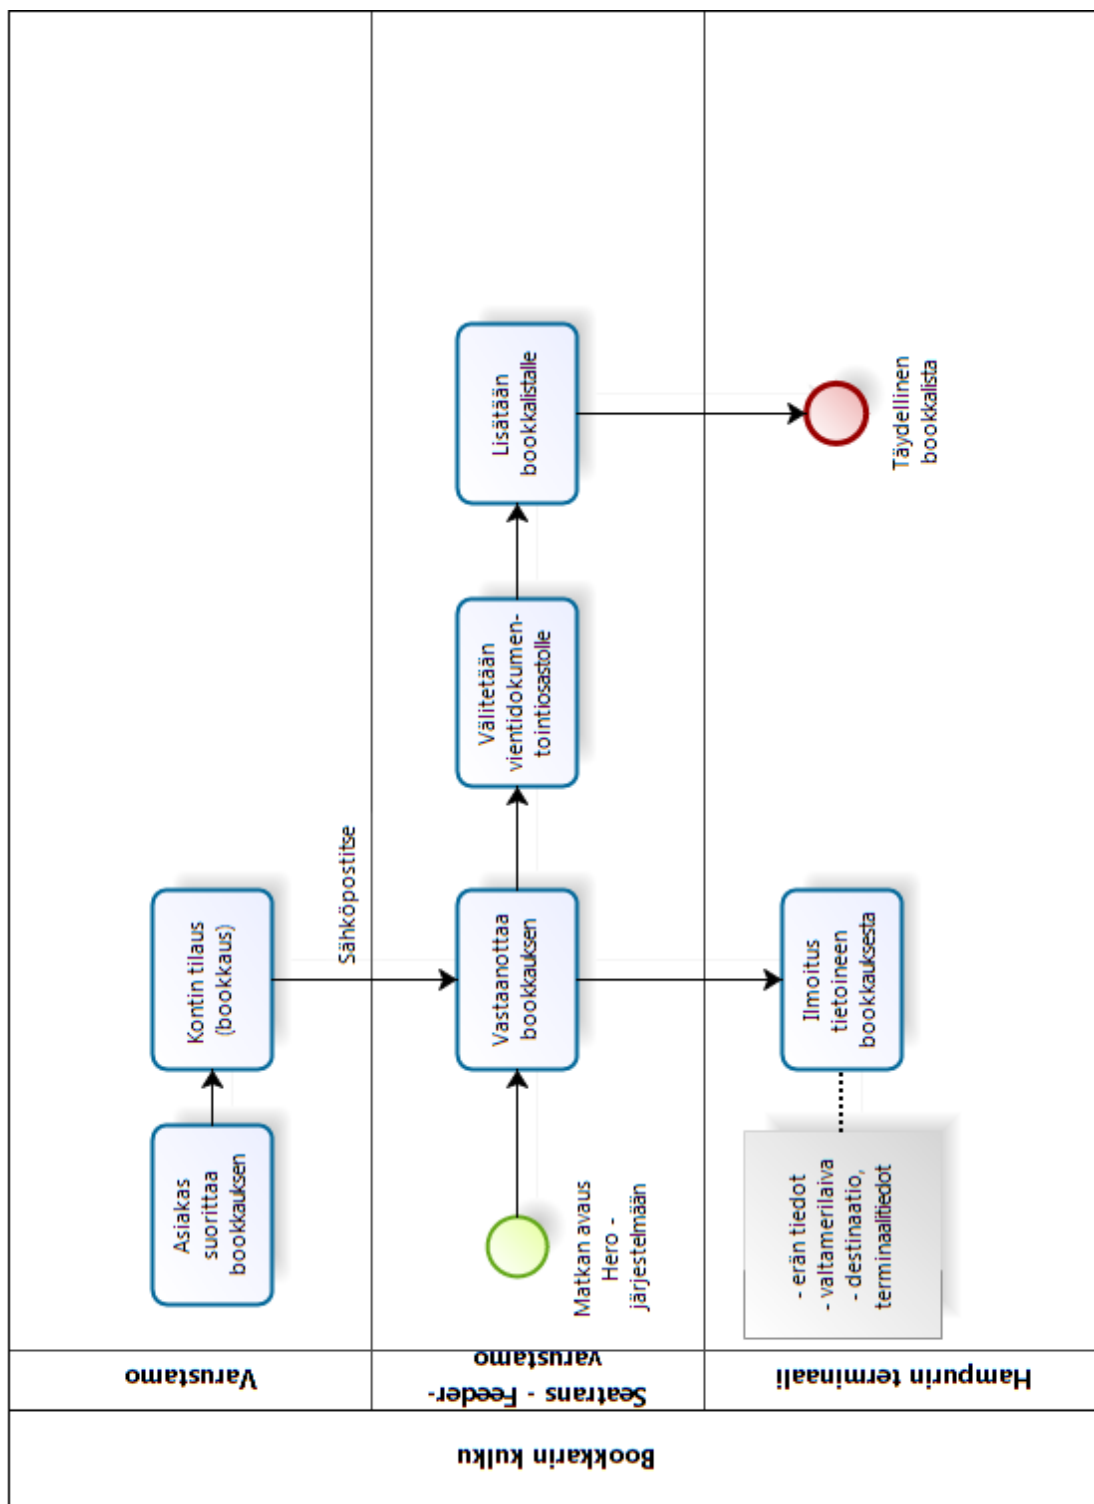 Bookkarin kulku
Varustamo
Asiakas
suorittaa
bookkauksen
Kontin tilaus
(bookkaus)
Sähköpostitse
Seatrans - Feeder-
varustamo
Matkan avaus
Hero -
järjestelmään
Vastaanottaa
bookkauksen
Välitetään
vientidokumen-
tointiosastolle
Lisätään
bookkalistalle
Hampurin terminaali
- erän tiedot
- valtamerilaiva
- destinaatio,
terminaalitiedot
Ilmoitus
tietoineen
bookkauksesta
Täydellinen
bookkalista